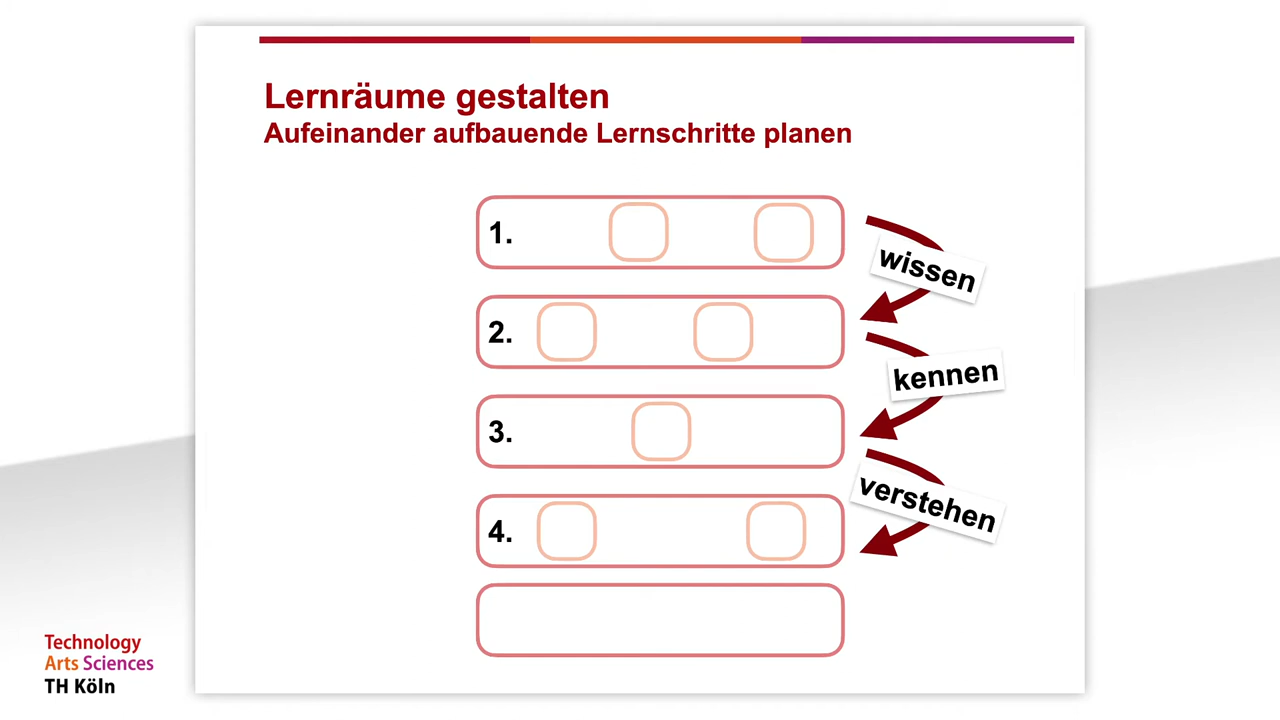 Lernräume gestalten
Aufeinander aufbauende Lernschritte planen
1.
wissen
2.
kennen
3.
verstehen
4.
Technology
Arts Sciences
TH Köln